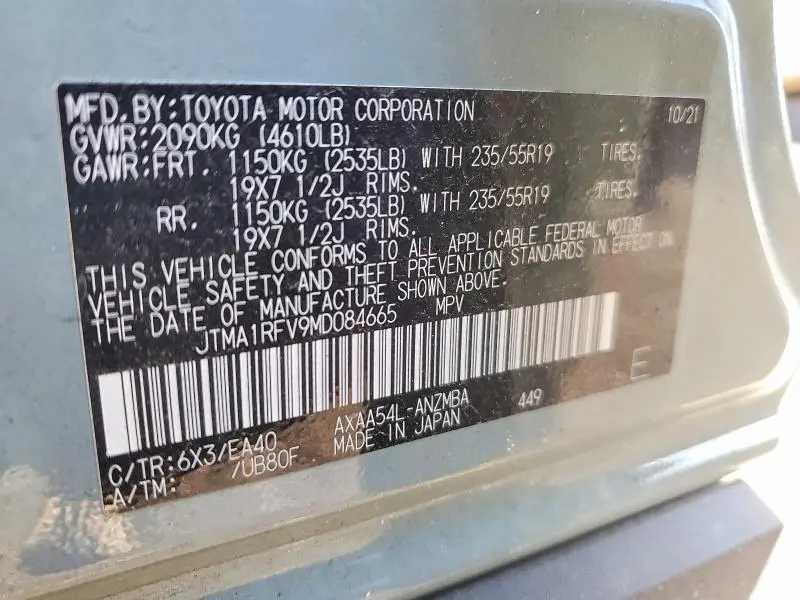 MFD.BY:TOYOTA MOTOR CORPORATION 10/21
GVWR:2090KG (4610LB)
GAWR:FRT. 1150KG (2535LB) WITH 235/55R19 TIRES.
19X7 1/2J RIMS.
RR. 1150KG (2535LB) WITH 235/55R19 TIRES.
19X7 1/2J RIMS.
THIS VEHICLE CONFORMS TO ALL APPLICABLE FEDERAL MOTOR
VEHICLE SAFETY AND THEFT PREVENTION STANDARDS IN EFFECT ON
THE DATE OF MANUFACTURE SHOWN ABOVE.
JTMA1RFV9MD084665 MPV
E
AXAA54L-ANZMBA 449
C/TR:6X3/EA40 MADE IN JAPAN
A/TM: /UB80F